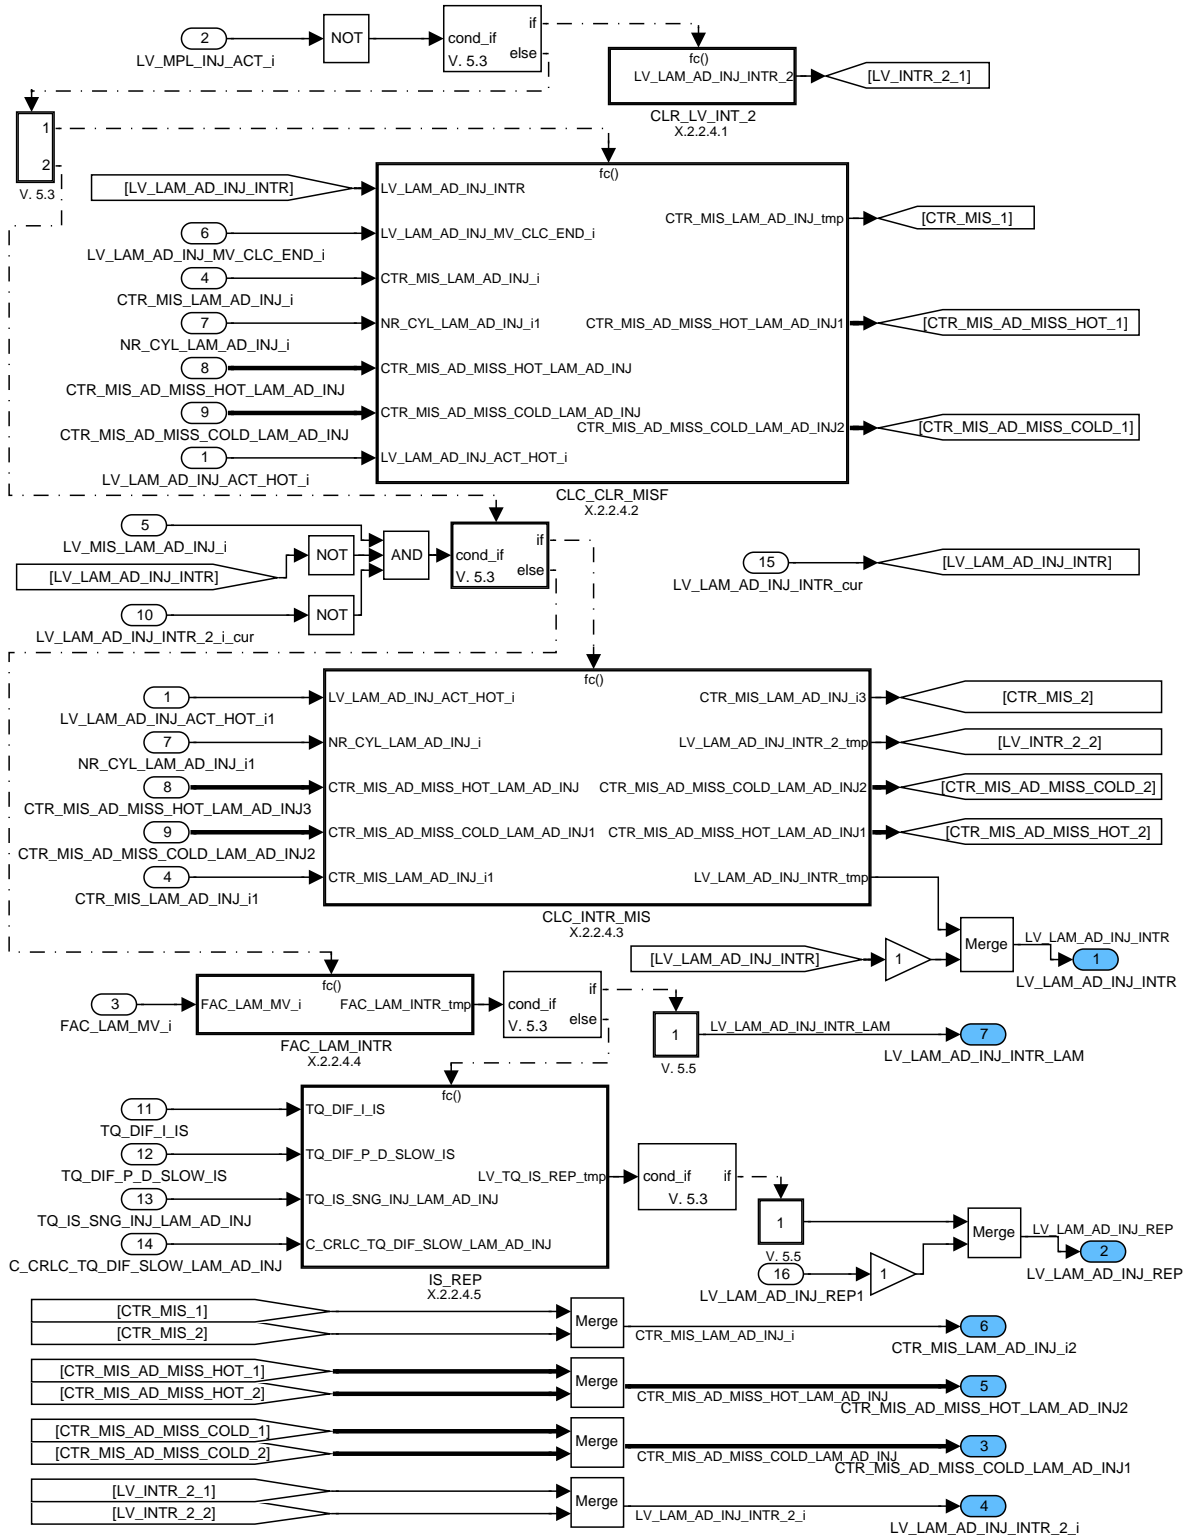 2
LV_MPL_INJ_ACT_i
NOT
cond_if
if
else
V. 5.3
fc()
LV_LAM_AD_INJ_INTR_2
[LV_INTR_2_1]
CLR_LV_INT_2
X.2.2.4.1
1
2
V. 5.3
fc()
[LV_LAM_AD_INJ_INTR]
LV_LAM_AD_INJ_INTR
CTR_MIS_LAM_AD_INJ_tmp
[CTR_MIS_1]
6
LV_LAM_AD_INJ_MV_CLC_END_i
LV_LAM_AD_INJ_MV_CLC_END_i
4
CTR_MIS_LAM_AD_INJ_i
CTR_MIS_LAM_AD_INJ_i
7
NR_CYL_LAM_AD_INJ_i1
CTR_MIS_AD_MISS_HOT_LAM_AD_INJ1
[CTR_MIS_AD_MISS_HOT_1]
NR_CYL_LAM_AD_INJ_i
8
CTR_MIS_AD_MISS_HOT_LAM_AD_INJ
CTR_MIS_AD_MISS_HOT_LAM_AD_INJ
9
CTR_MIS_AD_MISS_COLD_LAM_AD_INJ
CTR_MIS_AD_MISS_COLD_LAM_AD_INJ2
[CTR_MIS_AD_MISS_COLD_1]
CTR_MIS_AD_MISS_COLD_LAM_AD_INJ
1
LV_LAM_AD_INJ_ACT_HOT_i
LV_LAM_AD_INJ_ACT_HOT_i
CLC_CLR_MISF
X.2.2.4.2
5
LV_MIS_LAM_AD_INJ_i
NOT
AND
cond_if
if
else
V. 5.3
[LV_LAM_AD_INJ_INTR]
10
NOT
LV_LAM_AD_INJ_INTR_2_i_cur
15
LV_LAM_AD_INJ_INTR_cur
[LV_LAM_AD_INJ_INTR]
fc()
1
LV_LAM_AD_INJ_ACT_HOT_i
CTR_MIS_LAM_AD_INJ_i3
[CTR_MIS_2]
LV_LAM_AD_INJ_ACT_HOT_i1
7
NR_CYL_LAM_AD_INJ_i
LV_LAM_AD_INJ_INTR_2_tmp
[LV_INTR_2_2]
NR_CYL_LAM_AD_INJ_i1
8
CTR_MIS_AD_MISS_HOT_LAM_AD_INJ
CTR_MIS_AD_MISS_COLD_LAM_AD_INJ2
[CTR_MIS_AD_MISS_COLD_2]
CTR_MIS_AD_MISS_HOT_LAM_AD_INJ3
9
CTR_MIS_AD_MISS_COLD_LAM_AD_INJ1
CTR_MIS_AD_MISS_HOT_LAM_AD_INJ1
[CTR_MIS_AD_MISS_HOT_2]
CTR_MIS_AD_MISS_COLD_LAM_AD_INJ2
4
CTR_MIS_LAM_AD_INJ_i1
LV_LAM_AD_INJ_INTR_tmp
CTR_MIS_LAM_AD_INJ_i1
CLC_INTR_MIS
X.2.2.4.3
[LV_LAM_AD_INJ_INTR]
1
Merge
LV_LAM_AD_INJ_INTR
1
LV_LAM_AD_INJ_INTR
fc()
3
FAC_LAM_MV_i
FAC_LAM_MV_i
FAC_LAM_INTR_tmp
cond_if
if
else
V. 5.3
FAC_LAM_INTR
X.2.2.4.4
1
V. 5.5
LV_LAM_AD_INJ_INTR_LAM
7
LV_LAM_AD_INJ_INTR_LAM
fc()
11
TQ_DIF_I_IS
TQ_DIF_I_IS
12
TQ_DIF_P_D_SLOW_IS
TQ_DIF_P_D_SLOW_IS
LV_TQ_IS_REP_tmp
cond_if
if
V. 5.3
13
TQ_IS_SNG_INJ_LAM_AD_INJ
TQ_IS_SNG_INJ_LAM_AD_INJ
14
C_CRLC_TQ_DIF_SLOW_LAM_AD_INJ
C_CRLC_TQ_DIF_SLOW_LAM_AD_INJ
IS_REP
X.2.2.4.5
1
V. 5.5
16
LV_LAM_AD_INJ_REP1
1
Merge
LV_LAM_AD_INJ_REP
2
LV_LAM_AD_INJ_REP
[CTR_MIS_1]
[CTR_MIS_2]
Merge
CTR_MIS_LAM_AD_INJ_i
6
CTR_MIS_LAM_AD_INJ_i2
[CTR_MIS_AD_MISS_HOT_1]
[CTR_MIS_AD_MISS_HOT_2]
Merge
CTR_MIS_AD_MISS_HOT_LAM_AD_INJ
5
CTR_MIS_AD_MISS_HOT_LAM_AD_INJ2
[CTR_MIS_AD_MISS_COLD_1]
[CTR_MIS_AD_MISS_COLD_2]
Merge
CTR_MIS_AD_MISS_COLD_LAM_AD_INJ
3
CTR_MIS_AD_MISS_COLD_LAM_AD_INJ1
[LV_INTR_2_1]
[LV_INTR_2_2]
Merge
LV_LAM_AD_INJ_INTR_2_i
4
LV_LAM_AD_INJ_INTR_2_i